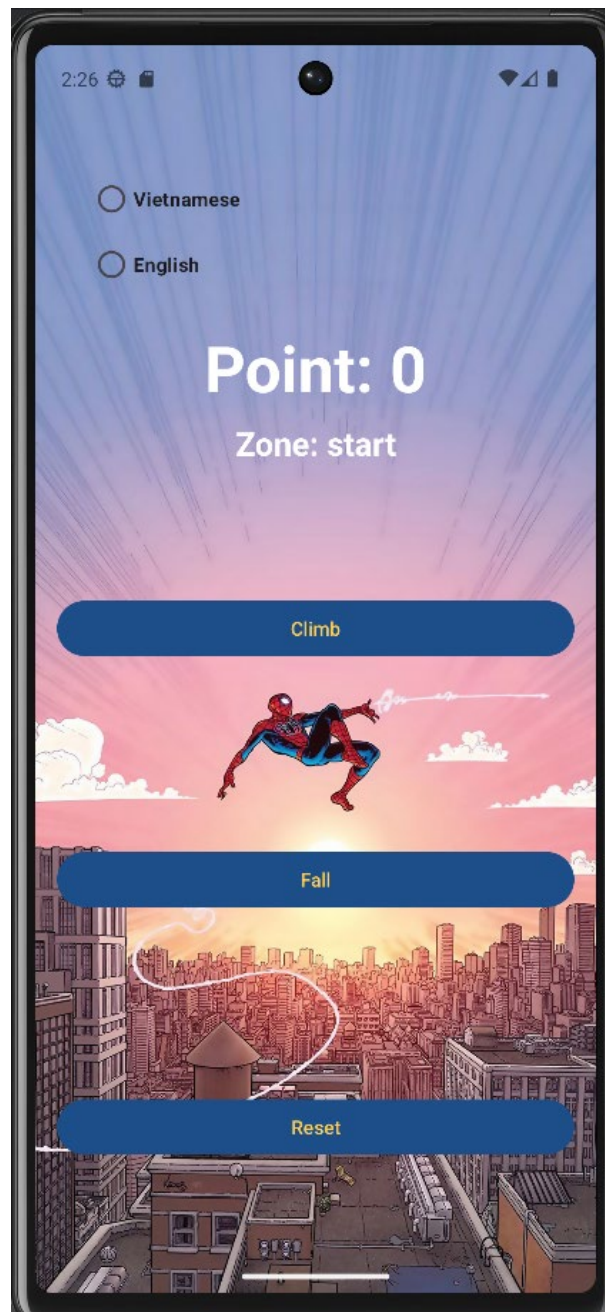 2:26
Vietnamese
English
Point: 0
Zone: start
Climb
Fall
Reset